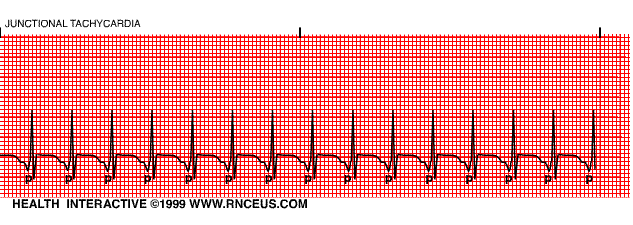 JUNCTIONAL TACHYCARDIA
p p p p p p p p p p p p p p p
HEALTH INTERACTIVE ©1999 WWW.RNCEUS.COM